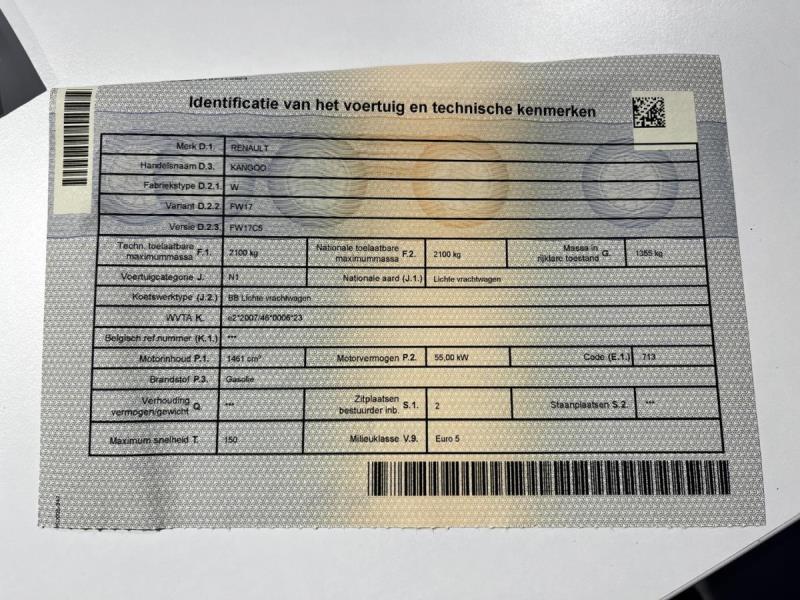 Identificatie van het voertuig en technische kenmerken
Merk D.1. RENAULT
Handelsnaam D.3. KANGOO
Fabriekstype D.2.1. W
Variant D.2.2. FW17
Versie D.2.3. FW17C5
Techn. toelaatbare maximummassa F.1. 2100 kg Nationale toelaatbare maximummassa F.2. 2100 kg Massa in rijklare toestand G. 1355 kg
Voertuigcategorie J. N1 Nationale aard (J.1.) Lichte vrachtwagen
Koetswerktype (J.2.) BB Lichte vrachtwagen
WVTA K. e2*2007/46*0006*23
Belgisch ref.nummer (K.1.) ***
Motorinhoud P.1. 1461 cm³ Motorvermogen P.2. 55,00 kW Code (E.1.) 713
Brandstof P.3. Gasolie
Verhouding vermogen/gewicht Q. *** Zitplaatsen bestuurder inb. S.1. 2 Staanplaatsen S.2. ***
Maximum snelheid T. 150 Milieuklasse V.9. Euro 5